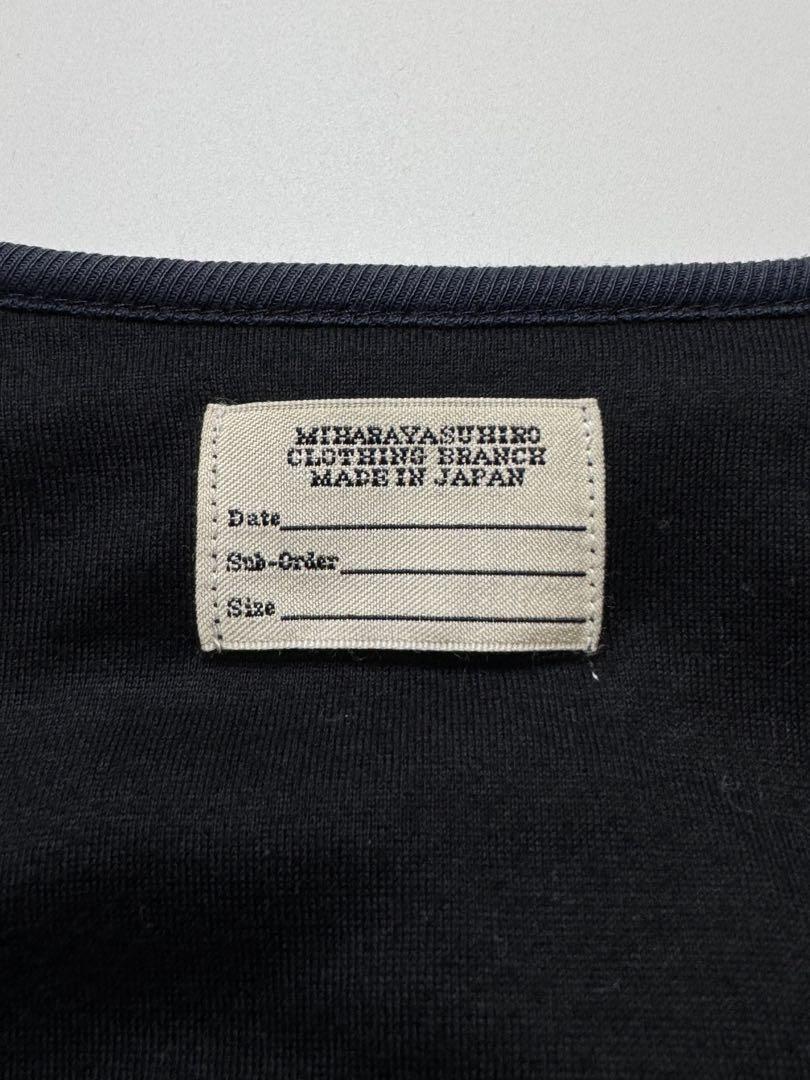 MIHARAYASUHIRO
CLOTHING BRANCH
MADE IN JAPAN
Date
Sub-Order
Size